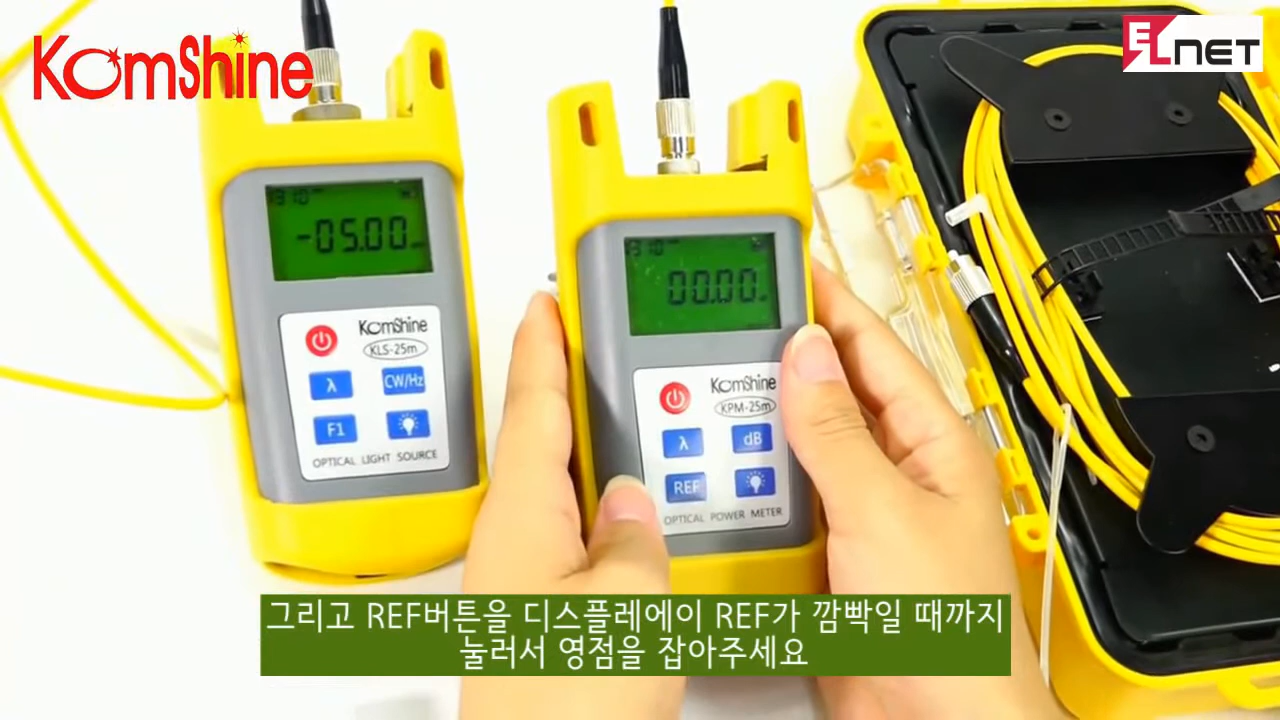 KomShine
ELNET
1310
-05.00
KomShine
KLS-25m
λ
CW/Hz
F1
OPTICAL LIGHT SOURCE
1310
00.00
KomShine
KPM-25m
λ
dB
REF
OPTICAL POWER METER
그리고 REF버튼을 디스플레에이 REF가 깜빡일 때까지
눌러서 영점을 잡아주세요